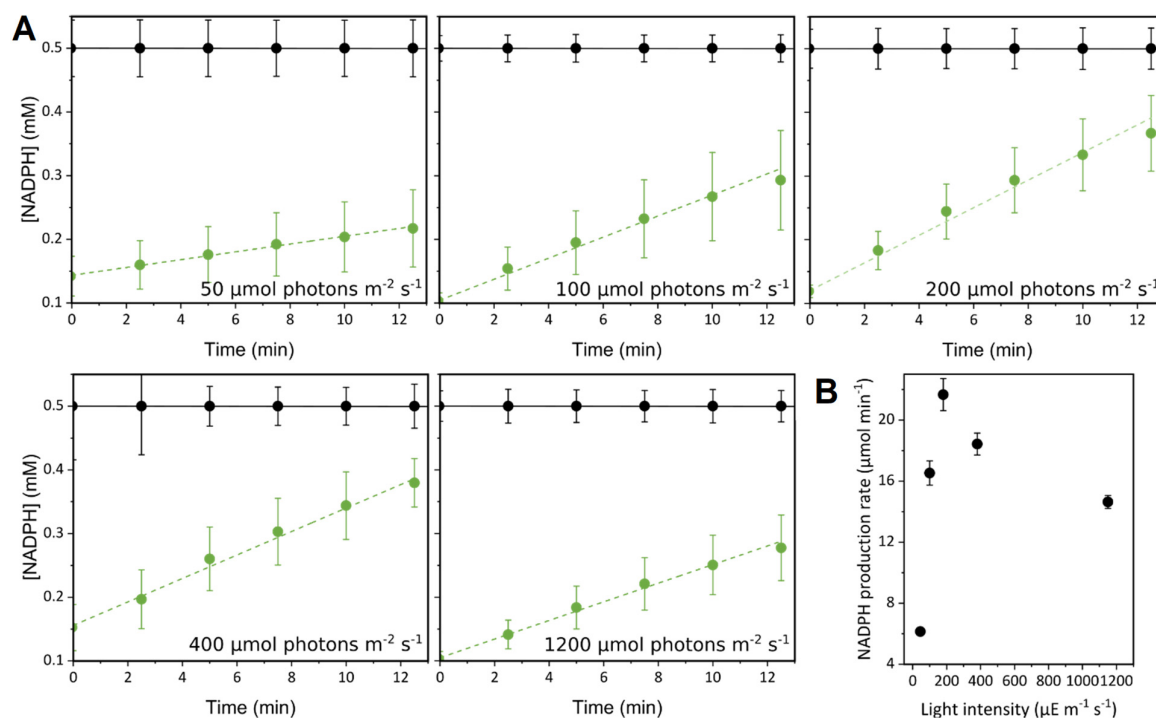 A
[NADPH] (mM)
0.5
0.4
0.3
0.2
0.1
50 µmol photons m⁻² s⁻¹
0 2 4 6 8 10 12
Time (min)
100 µmol photons m⁻² s⁻¹
0 2 4 6 8 10 12
Time (min)
200 µmol photons m⁻² s⁻¹
0 2 4 6 8 10 12
Time (min)
[NADPH] (mM)
0.5
0.4
0.3
0.2
0.1
400 µmol photons m⁻² s⁻¹
0 2 4 6 8 10 12
Time (min)
1200 µmol photons m⁻² s⁻¹
0 2 4 6 8 10 12
Time (min)
B
NADPH production rate (µmol min⁻¹)
20
16
12
8
4
0 200 400 600 800 1000 1200
Light intensity (µE m⁻¹ s⁻¹)